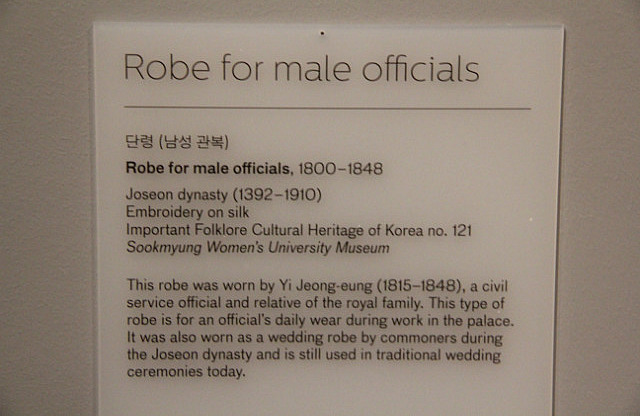 Robe for male officials
단령 (남성 관복)
Robe for male officials, 1800–1848
Joseon dynasty (1392–1910)
Embroidery on silk
Important Folklore Cultural Heritage of Korea no. 121
Sookmyung Women's University Museum
This robe was worn by Yi Jeong-eung (1815–1848), a civil
service official and relative of the royal family. This type of
robe is for an official's daily wear during work in the palace.
It was also worn as a wedding robe by commoners during
the Joseon dynasty and is still used in traditional wedding
ceremonies today.